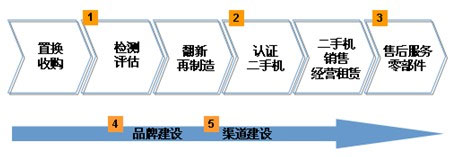 1
2
3
置换
收购
检测
评估
翻新
再制造
认证
二手机
二手机
销售
经营租赁
售后服务
零部件
4
品牌建设
5
渠道建设